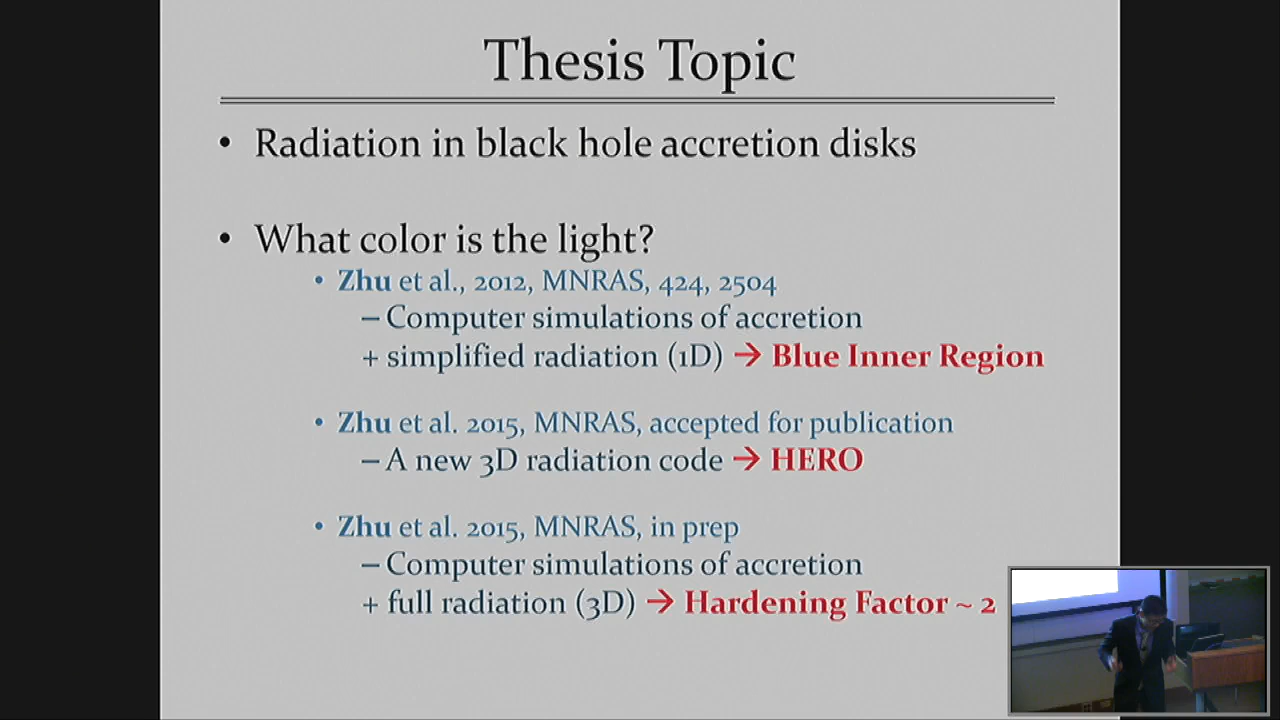 Thesis Topic
• Radiation in black hole accretion disks
• What color is the light?
• Zhu et al., 2012, MNRAS, 424, 2504
– Computer simulations of accretion
+ simplified radiation (1D) → Blue Inner Region
• Zhu et al. 2015, MNRAS, accepted for publication
– A new 3D radiation code → HERO
• Zhu et al. 2015, MNRAS, in prep
– Computer simulations of accretion
+ full radiation (3D) → Hardening Factor ~ 2